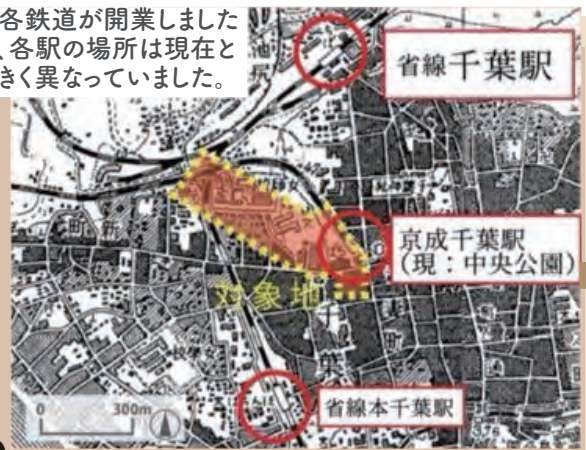 各鉄道が開業しました
、各駅の場所は現在と
きく異なっていました。
省線千葉駅
京成千葉駅
(現：中央公園)
対象地
省線本千葉駅
0 300m